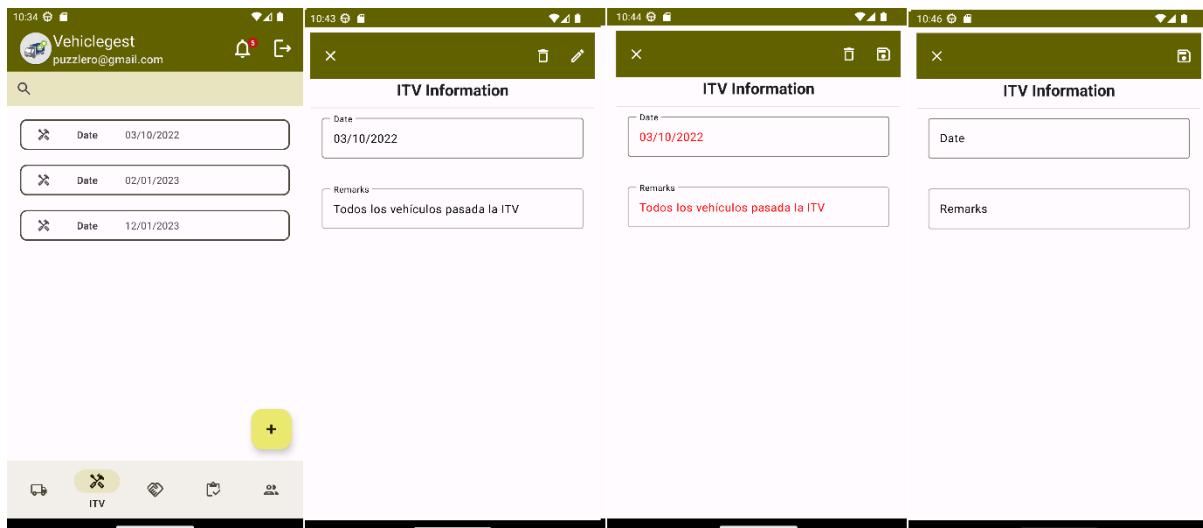 10:34
Vehiclegest
puzzlero@gmail.com
5
Date 03/10/2022
Date 02/01/2023
Date 12/01/2023
+
ITV
10:43
ITV Information
Date
03/10/2022
Remarks
Todos los vehículos pasada la ITV
10:44
ITV Information
Date
03/10/2022
Remarks
Todos los vehículos pasada la ITV
10:46
ITV Information
Date
Remarks